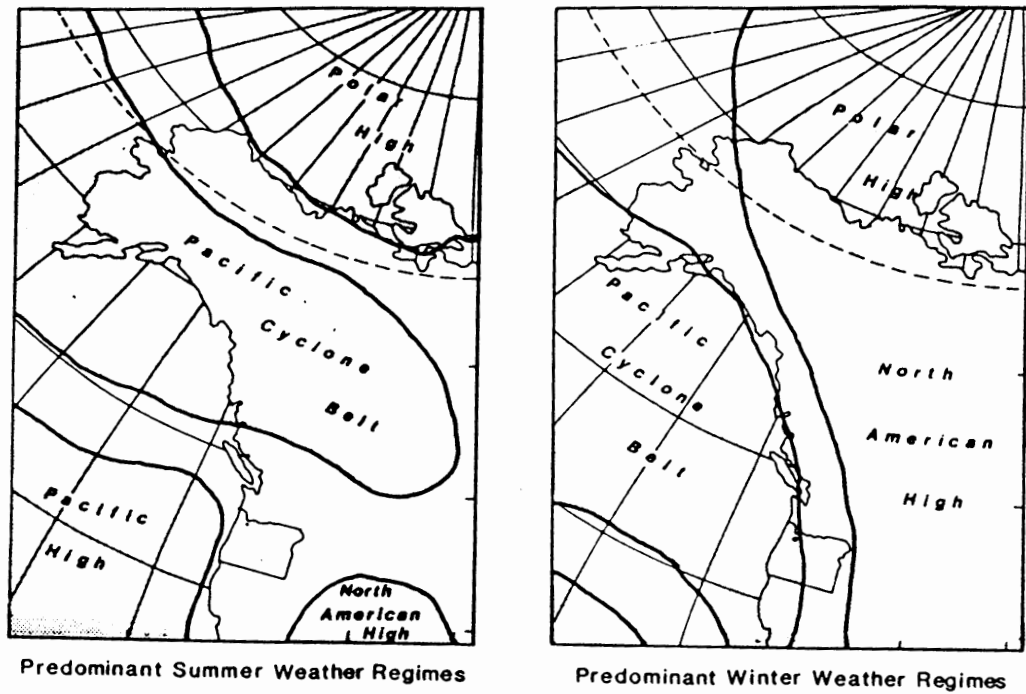 Polar
High
Pacific
Cyclone
Belt
Pacific
High
North
American
High
Predominant Summer Weather Regimes
Polar
High
Pacific
Cyclone
Belt
North
American
High
Predominant Winter Weather Regimes